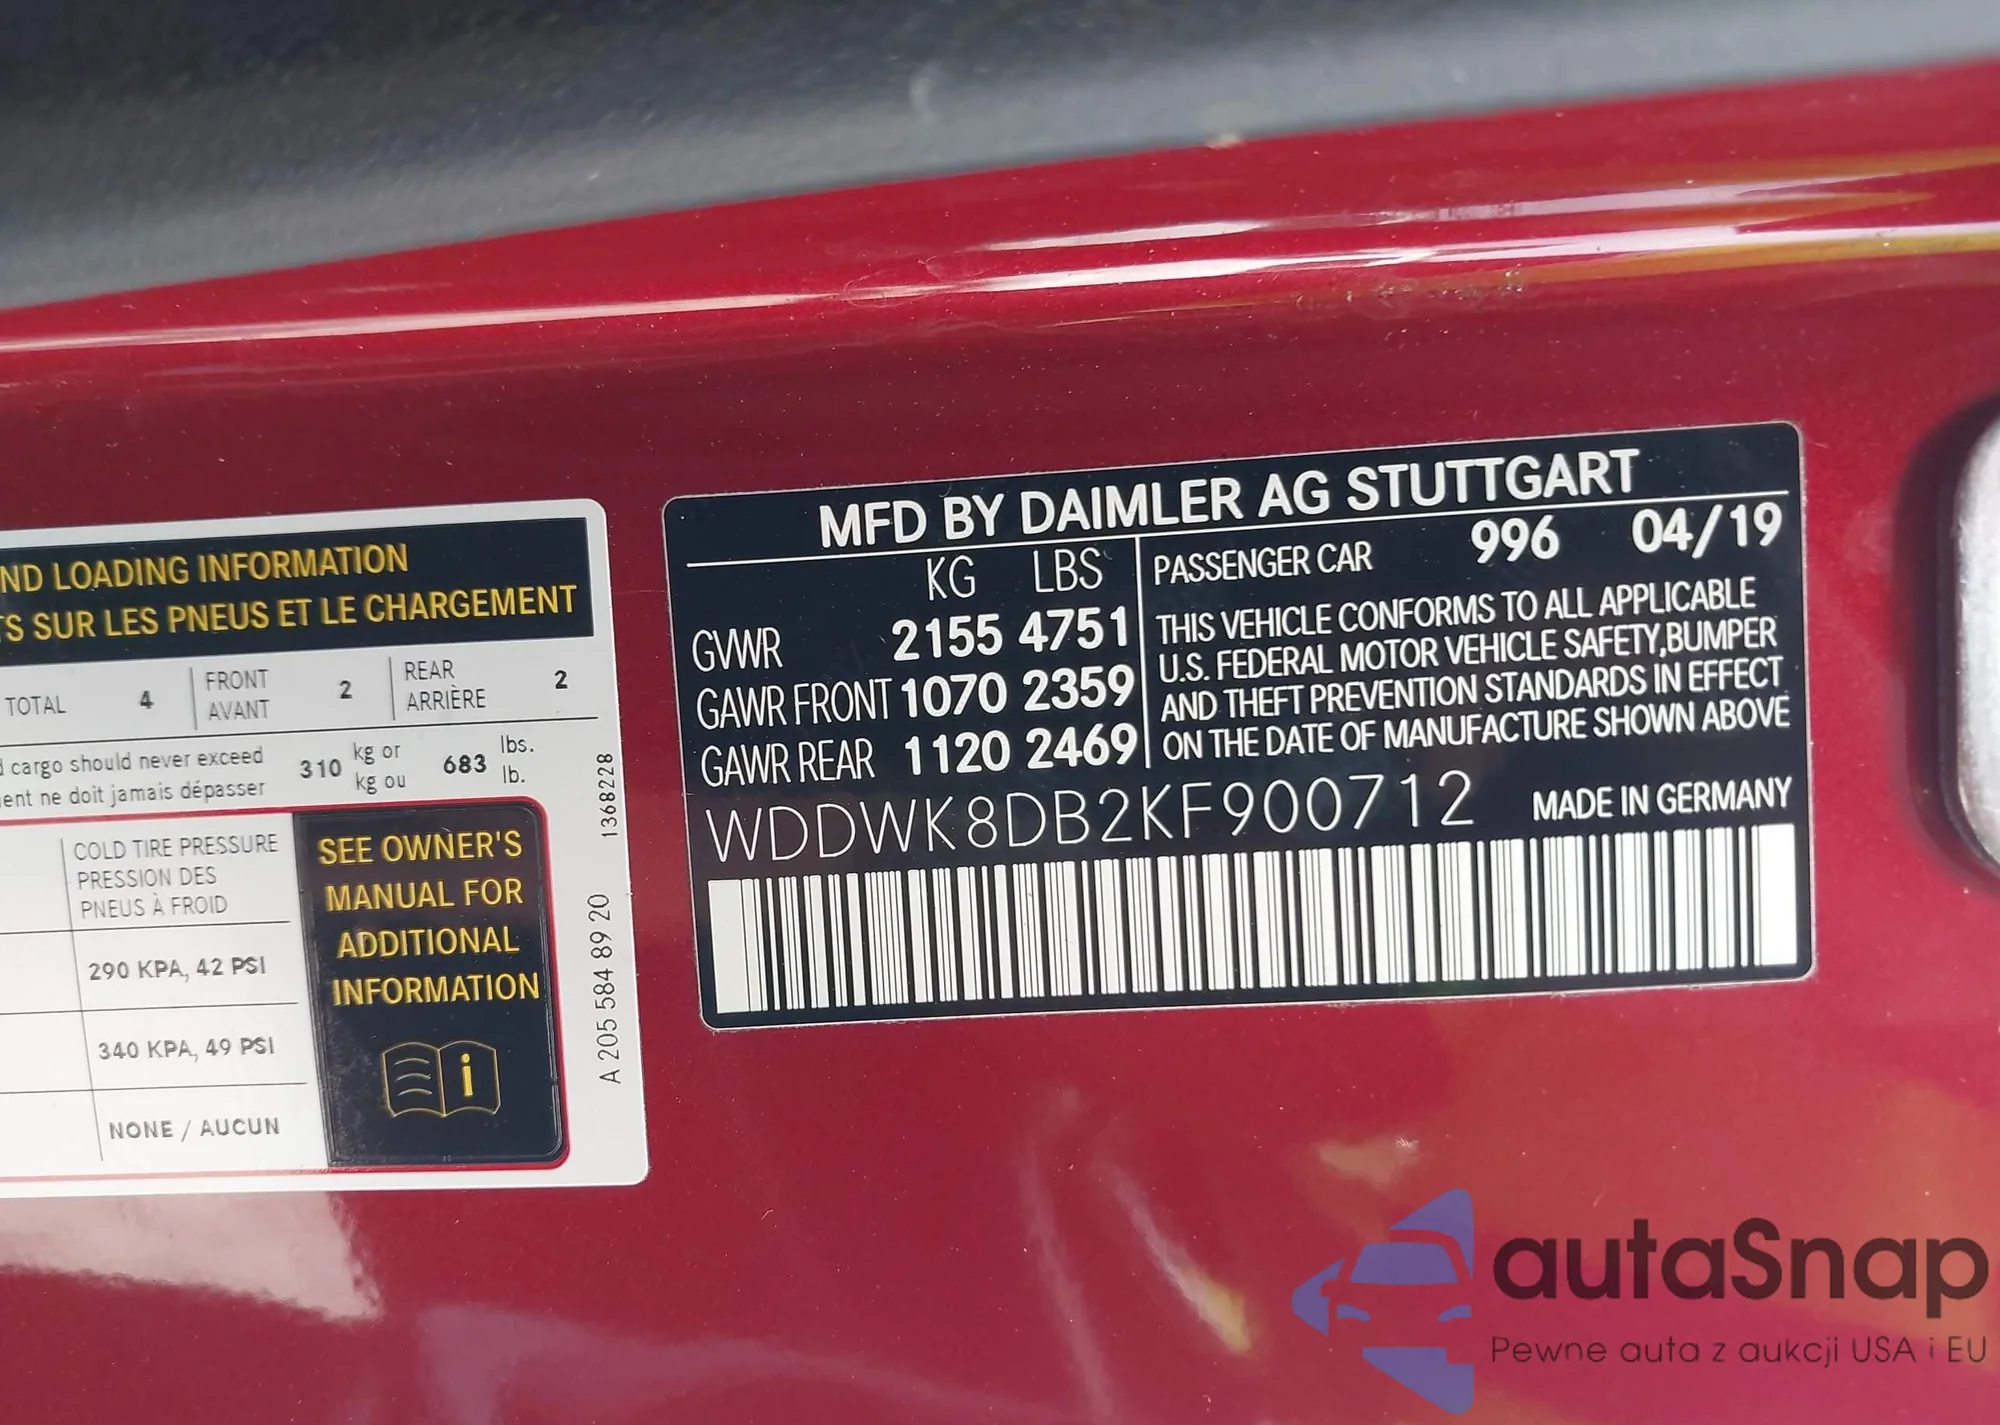 ND LOADING INFORMATION
TS SUR LES PNEUS ET LE CHARGEMENT
TOTAL 4 FRONT AVANT 2 REAR ARRIÈRE 2
cargo should never exceed 310 kg or 683 lbs.
ent ne doit jamais dépasser kg ou lb.
COLD TIRE PRESSURE
PRESSION DES
PNEUS À FROID
290 KPA, 42 PSI
340 KPA, 49 PSI
NONE / AUCUN
SEE OWNER'S
MANUAL FOR
ADDITIONAL
INFORMATION
i
A 205 584 89 20 1368228
MFD BY DAIMLER AG STUTTGART
KG LBS
GVWR 2155 4751
GAWR FRONT 1070 2359
GAWR REAR 1120 2469
PASSENGER CAR 996 04/19
THIS VEHICLE CONFORMS TO ALL APPLICABLE
U.S. FEDERAL MOTOR VEHICLE SAFETY,BUMPER
AND THEFT PREVENTION STANDARDS IN EFFECT
ON THE DATE OF MANUFACTURE SHOWN ABOVE
WDDWK8DB2KF900712 MADE IN GERMANY
autaSnap
Pewne auta z aukcji USA i EU